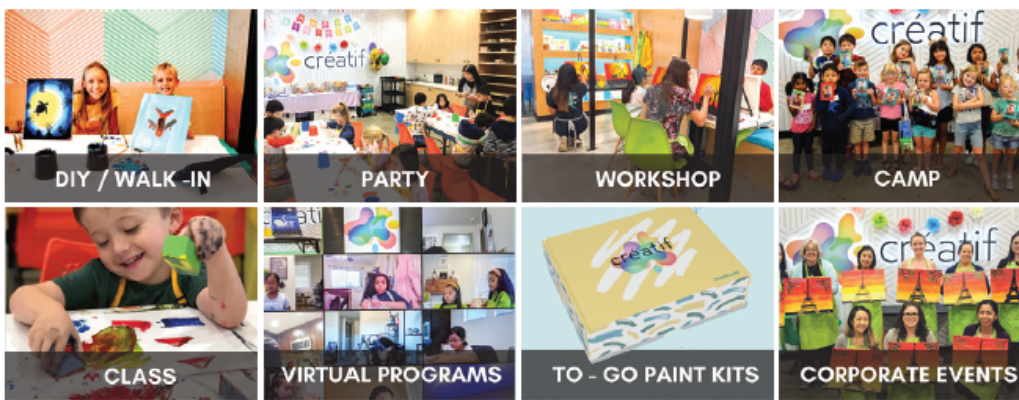 créatif
créatif
DIY / WALK -IN
PARTY
WORKSHOP
CAMP
créatif
créatif
CLASS
VIRTUAL PROGRAMS
TO - GO PAINT KITS
CORPORATE EVENTS